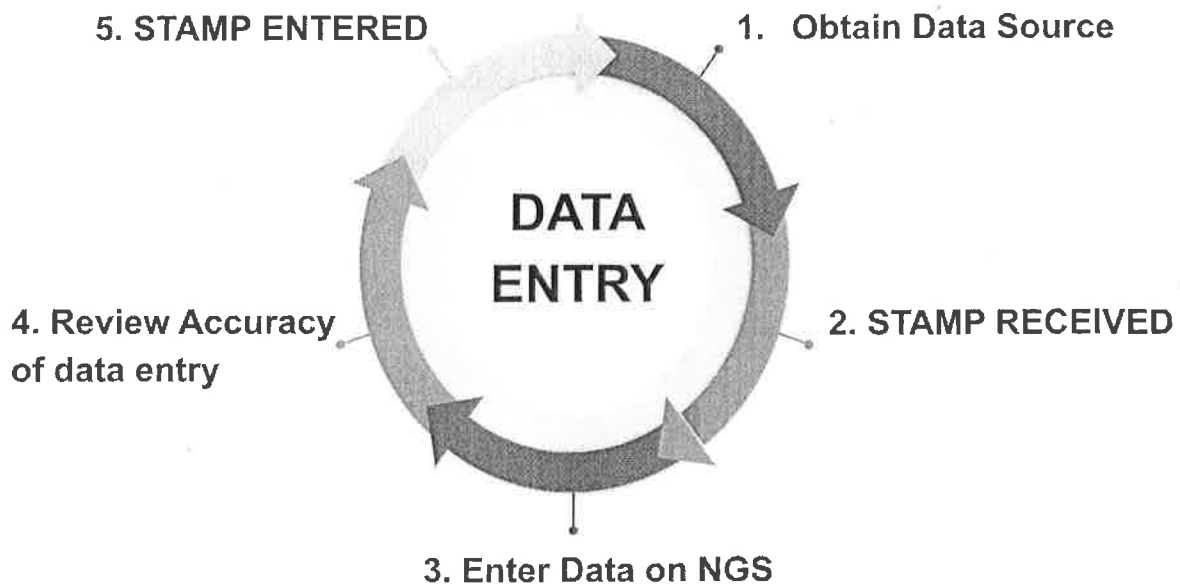 5. STAMP ENTERED
1. Obtain Data Source
DATA
ENTRY
4. Review Accuracy
of data entry
2. STAMP RECEIVED
3. Enter Data on NGS